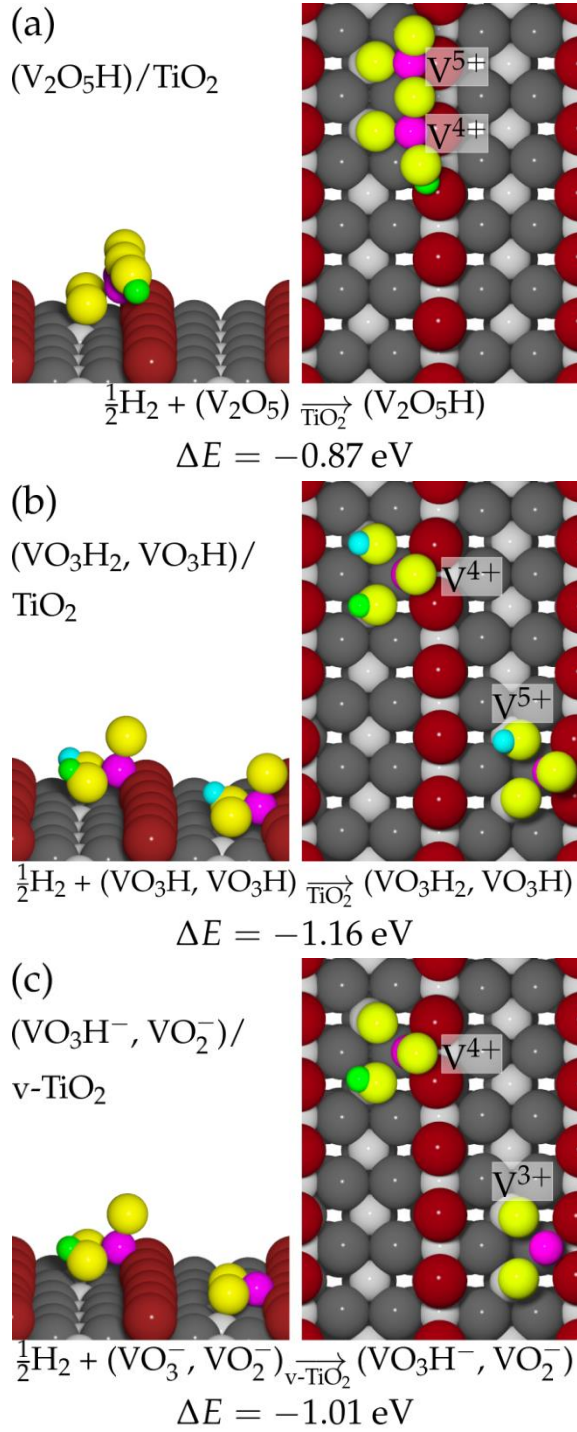 (a)
(V₂O₅H)/TiO₂
V⁵⁺
V⁴⁺
½H₂ + (V₂O₅) ⟶ (V₂O₅H)
TiO₂
ΔE = −0.87 eV
(b)
(VO₃H₂, VO₃H)/
TiO₂
V⁴⁺
V⁵⁺
½H₂ + (VO₃H, VO₃H) ⟶ (VO₃H₂, VO₃H)
TiO₂
ΔE = −1.16 eV
(c)
(VO₃H⁻, VO₂⁻)/
v-TiO₂
V⁴⁺
V³⁺
½H₂ + (VO₃⁻, VO₂⁻) ⟶ (VO₃H⁻, VO₂⁻)
v-TiO₂
ΔE = −1.01 eV